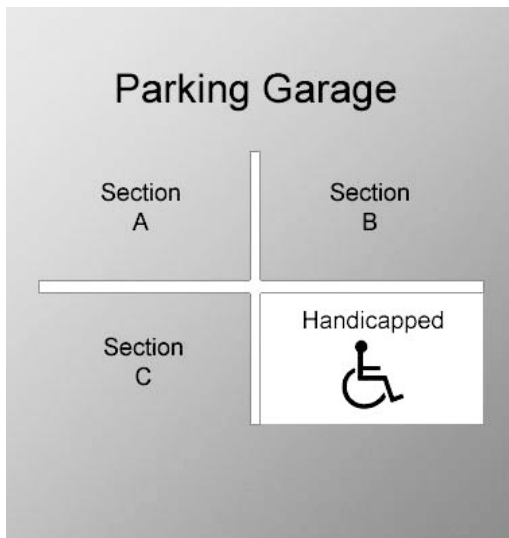 Parking Garage
Section
A
Section
B
Section
C
Handicapped